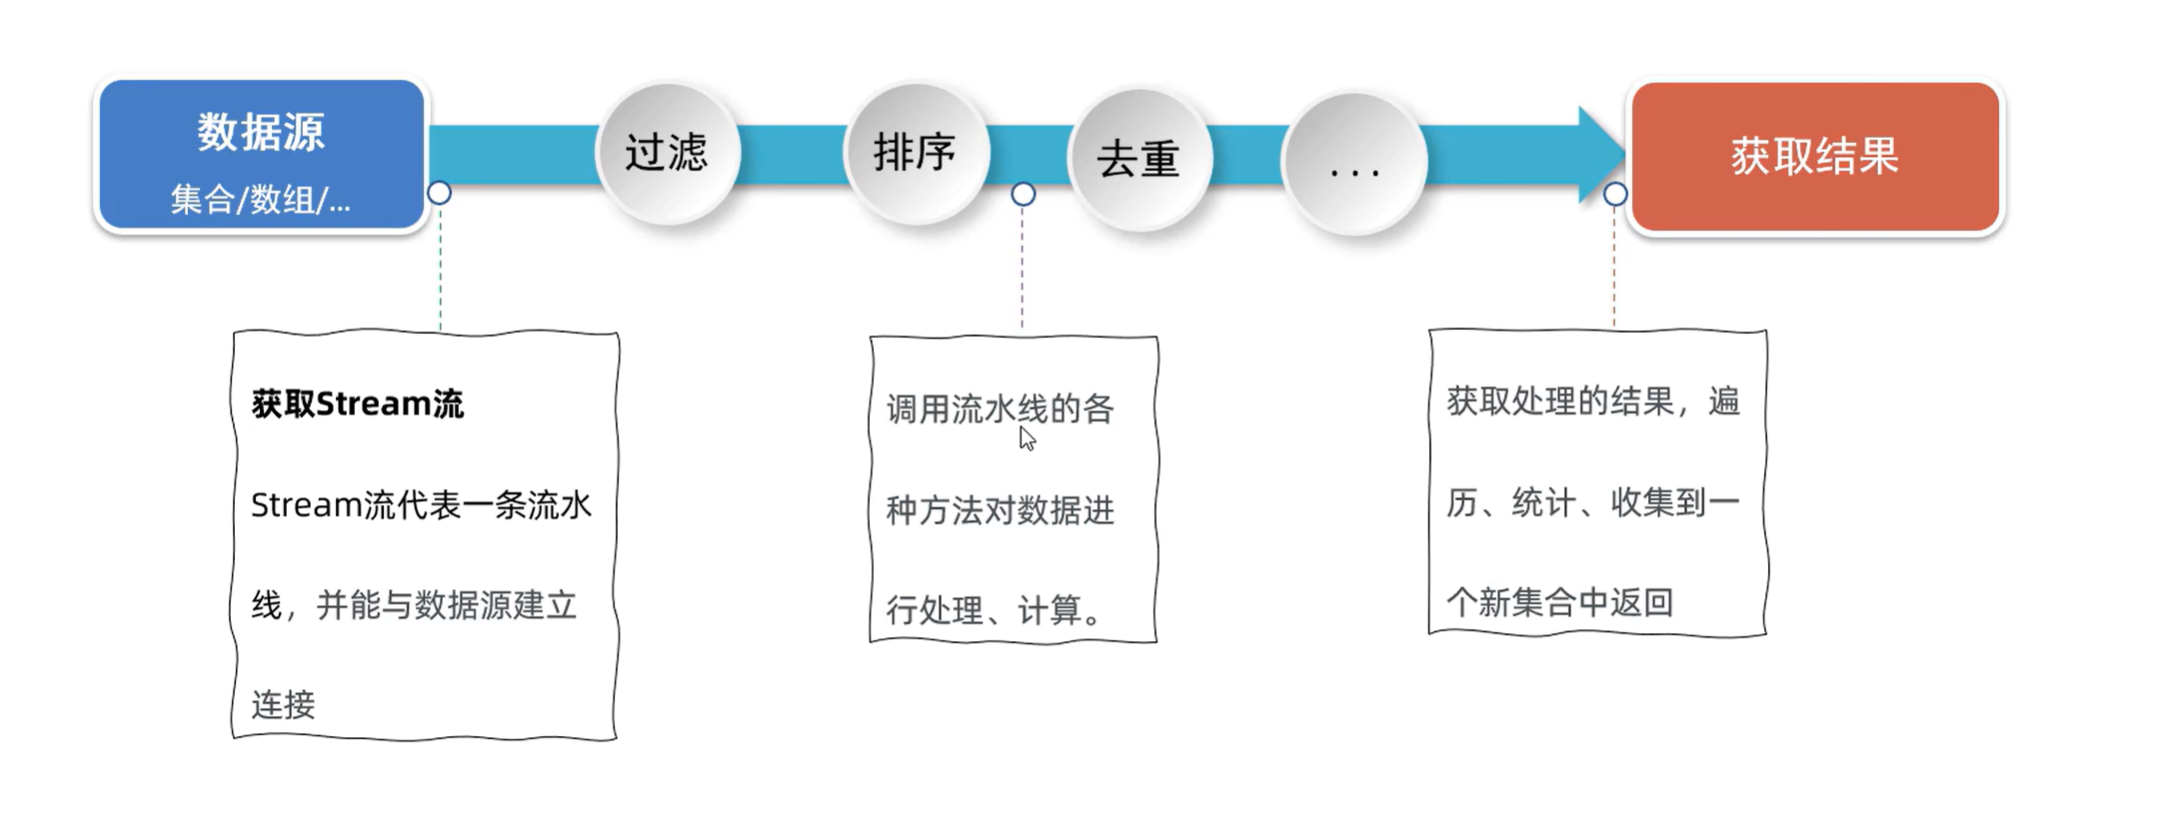 数据源
集合/数组/...
过滤
排序
去重
...
获取结果
获取Stream流
Stream流代表一条流水
线，并能与数据源建立
连接
调用流水线的各
种方法对数据进
行处理、计算。
获取处理的结果，遍
历、统计、收集到一
个新集合中返回